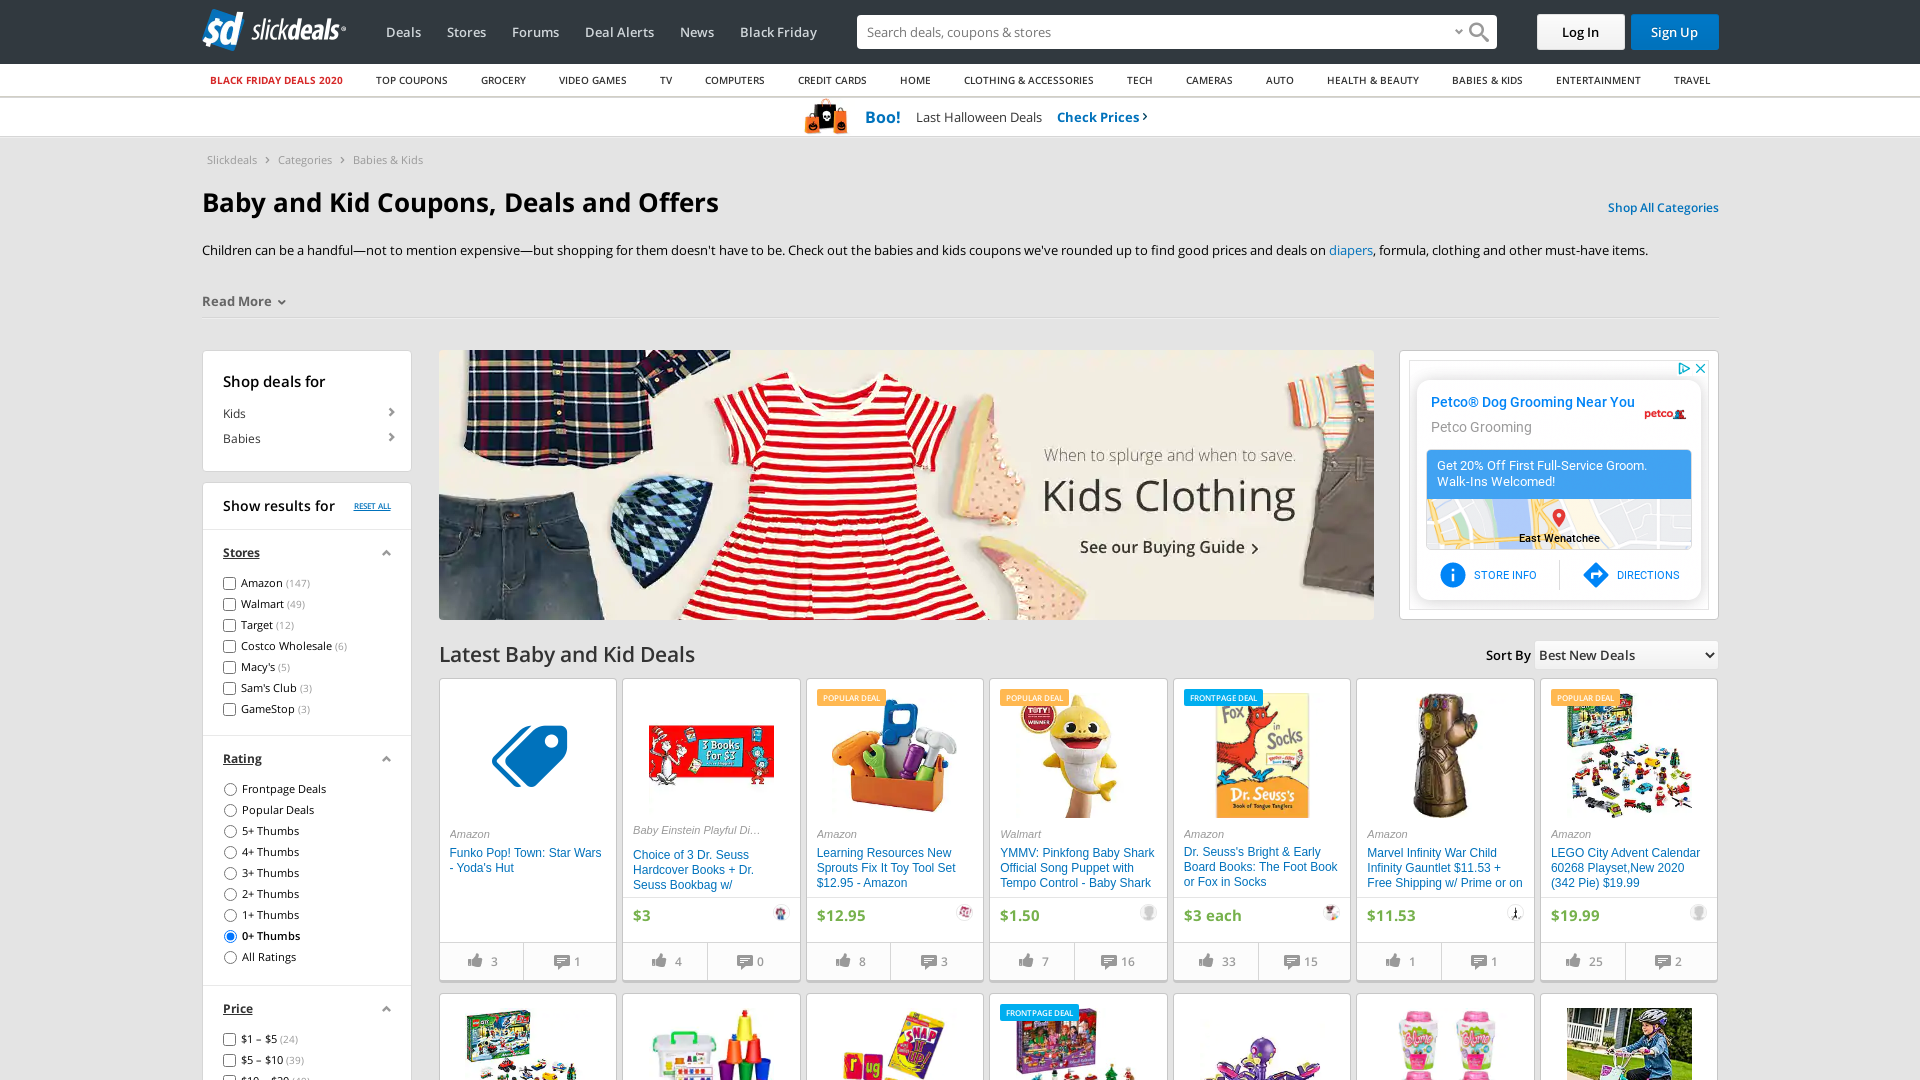 slickdeals
Deals
Stores
Forums
Deal Alerts
News
Black Friday
Search deals, coupons & stores
Log In
Sign Up
BLACK FRIDAY DEALS 2020
TOP COUPONS
GROCERY
VIDEO GAMES
TV
COMPUTERS
CREDIT CARDS
HOME
CLOTHING & ACCESSORIES
TECH
CAMERAS
AUTO
HEALTH & BEAUTY
BABIES & KIDS
ENTERTAINMENT
TRAVEL
Boo! Last Halloween Deals Check Prices
Slickdeals > Categories > Babies & Kids
Baby and Kid Coupons, Deals and Offers
Shop All Categories
Children can be a handful—not to mention expensive—but shopping for them doesn't have to be. Check out the babies and kids coupons we've rounded up to find good prices and deals on diapers, formula, clothing and other must-have items.
Read More
Shop deals for
Kids
Babies
Show results for RESET ALL
Stores
Amazon (147)
Walmart (49)
Target (12)
Costco Wholesale (6)
Macy's (5)
Sam's Club (3)
GameStop (3)
Rating
Frontpage Deals
Popular Deals
5+ Thumbs
4+ Thumbs
3+ Thumbs
2+ Thumbs
1+ Thumbs
0+ Thumbs
All Ratings
Price
$1 – $5 (24)
$5 – $10 (39)
When to splurge and when to save.
Kids Clothing
See our Buying Guide
Petco® Dog Grooming Near You
Petco Grooming
petco
Get 20% Off First Full-Service Groom.
Walk-Ins Welcomed!
East Wenatchee
STORE INFO
DIRECTIONS
Latest Baby and Kid Deals
Sort By Best New Deals
Amazon
Funko Pop! Town: Star Wars
- Yoda's Hut
3
1
3 Books
for $3
Baby Einstein Playful Di…
Choice of 3 Dr. Seuss
Hardcover Books + Dr.
Seuss Bookbag w/
$3
4
0
POPULAR DEAL
Amazon
Learning Resources New
Sprouts Fix It Toy Tool Set
$12.95 - Amazon
$12.95
8
3
POPULAR DEAL
TOTY
WINNER
Walmart
YMMV: Pinkfong Baby Shark
Official Song Puppet with
Tempo Control - Baby Shark
$1.50
7
16
FRONTPAGE DEAL
Fox
in
Socks
Dr. Seuss's
Book of Tongue Tanglers
Amazon
Dr. Seuss's Bright & Early
Board Books: The Foot Book
or Fox in Socks
$3 each
33
15
Amazon
Marvel Infinity War Child
Infinity Gauntlet $11.53 +
Free Shipping w/ Prime or on
$11.53
1
1
POPULAR DEAL
Amazon
LEGO City Advent Calendar
60268 Playset,New 2020
(342 Pie) $19.99
$19.99
25
2
SNAP
FRONTPAGE DEAL
Slime
Slime